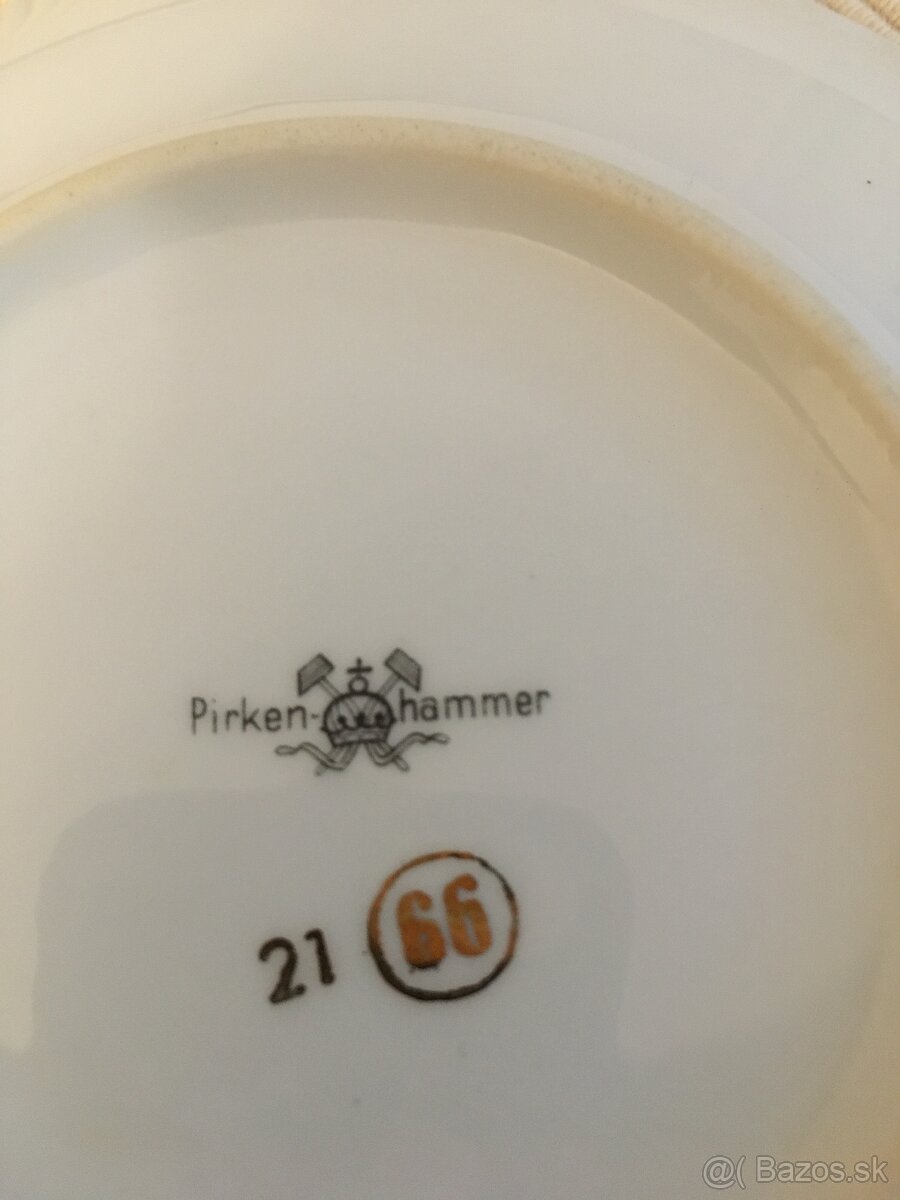 Pirken-hammer
21 66
@( Bazos.sk